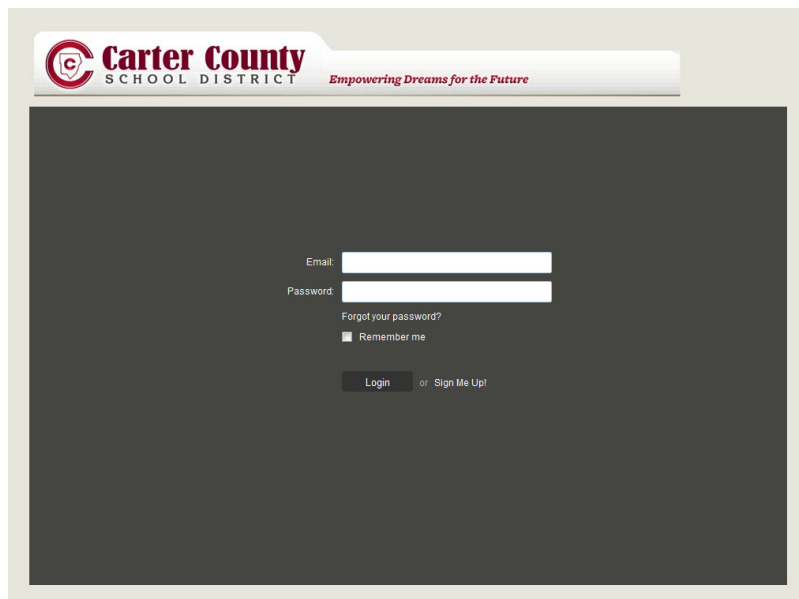 C
Carter County
SCHOOL DISTRICT
Empowering Dreams for the Future
Email:
Password:
Forgot your password?
Remember me
Login or Sign Me Up!